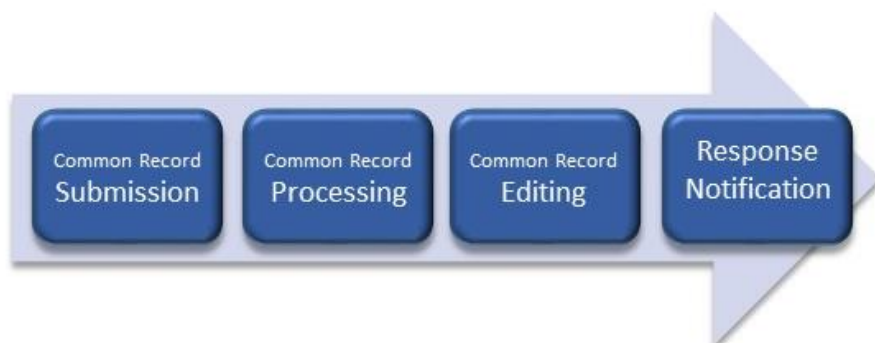 Common Record
Submission
Common Record
Processing
Common Record
Editing
Response
Notification